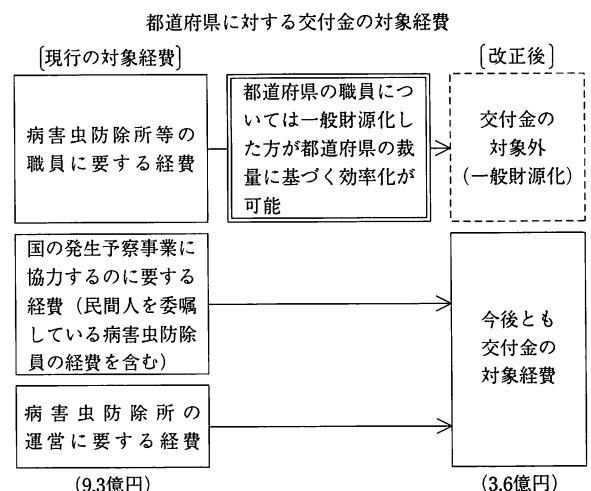 都道府県に対する交付金の対象経費
〔現行の対象経費〕
〔改正後〕
病害虫防除所等の
職員に要する経費
都道府県の職員につ
いては一般財源化し
た方が都道府県の裁
量に基づく効率化が
可能
交付金の
対象外
（一般財源化）
国の発生予察事業に
協力するのに要する
経費（民間人を委嘱
している病害虫防除
員の経費を含む）
病害虫防除所の
運営に要する経費
今後とも
交付金の
対象経費
（9.3億円）
（3.6億円）